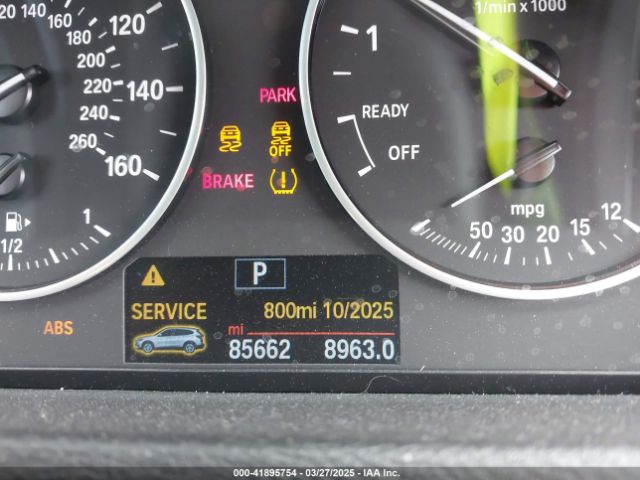 20 140 160 180 200 220 240 260
120 140 160
1/2 1
PARK
OFF
BRAKE
ABS
1/min x 1000
1
READY
OFF
50 30 20 15 12
mpg
P
SERVICE 800mi 10/2025
mi
85662 8963.0
000-41895754 - 03/27/2025 - IAA Inc.